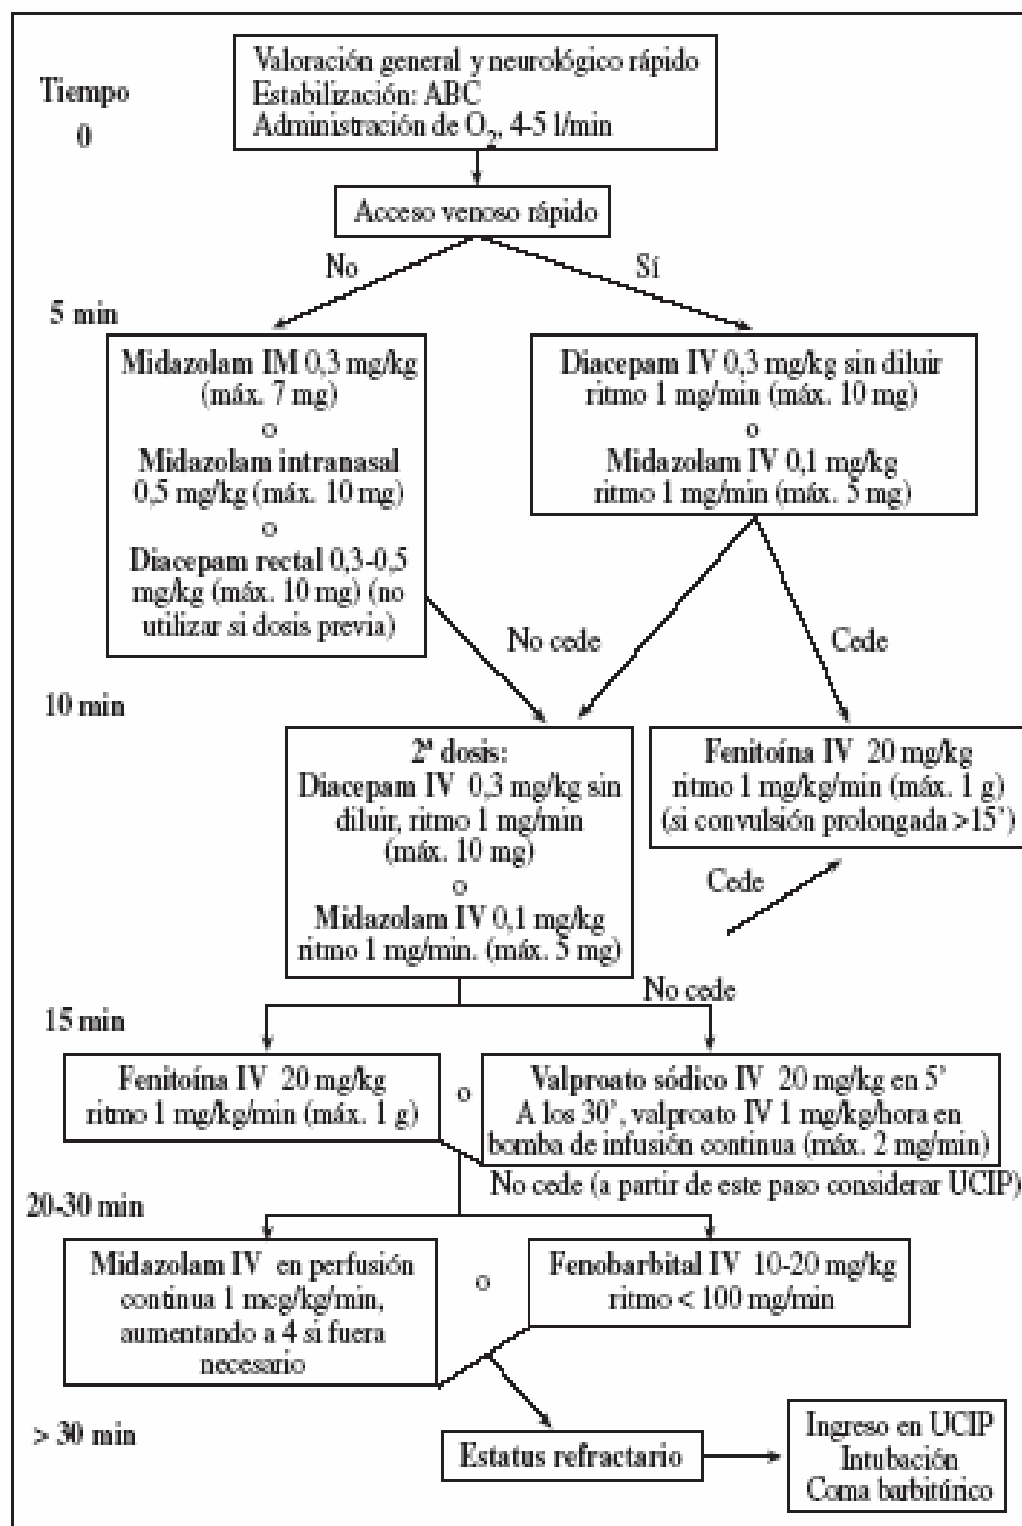 Tiempo
0
Valoración general y neurológico rápido
Estabilización: ABC
Administración de O2, 4-5 l/min
Acceso venoso rápido
No
Sí
5 min
Midazolam IM 0,3 mg/kg
(máx. 7 mg)
o
Midazolam intranasal
0,5 mg/kg (máx. 10 mg)
o
Diacepam rectal 0,3-0,5
mg/kg (máx. 10 mg) (no
utilizar si dosis previa)
Diacepam IV 0,3 mg/kg sin diluir
ritmo 1 mg/min (máx. 10 mg)
o
Midazolam IV 0,1 mg/kg
ritmo 1 mg/min (máx. 5 mg)
No cede
Cede
10 min
2ª dosis:
Diacepam IV 0,3 mg/kg sin
diluir, ritmo 1 mg/min
(máx. 10 mg)
o
Midazolam IV 0,1 mg/kg
ritmo 1 mg/min. (máx. 5 mg)
Fenitoína IV 20 mg/kg
ritmo 1 mg/kg/min (máx. 1 g)
(si convulsión prolongada >15’)
Cede
No cede
15 min
Fenitoína IV 20 mg/kg
ritmo 1 mg/kg/min (máx. 1 g)
o
Valproato sódico IV 20 mg/kg en 5’
A los 30’, valproato IV 1 mg/kg/hora en
bomba de infusión continua (máx. 2 mg/min)
No cede (a partir de este paso considerar UCIP)
20-30 min
Midazolam IV en perfusión
continua 1 mcg/kg/min,
aumentando a 4 si fuera
necesario
o
Fenobarbital IV 10-20 mg/kg
ritmo < 100 mg/min
> 30 min
Estatus refractario
Ingreso en UCIP
Intubación
Coma barbitúrico